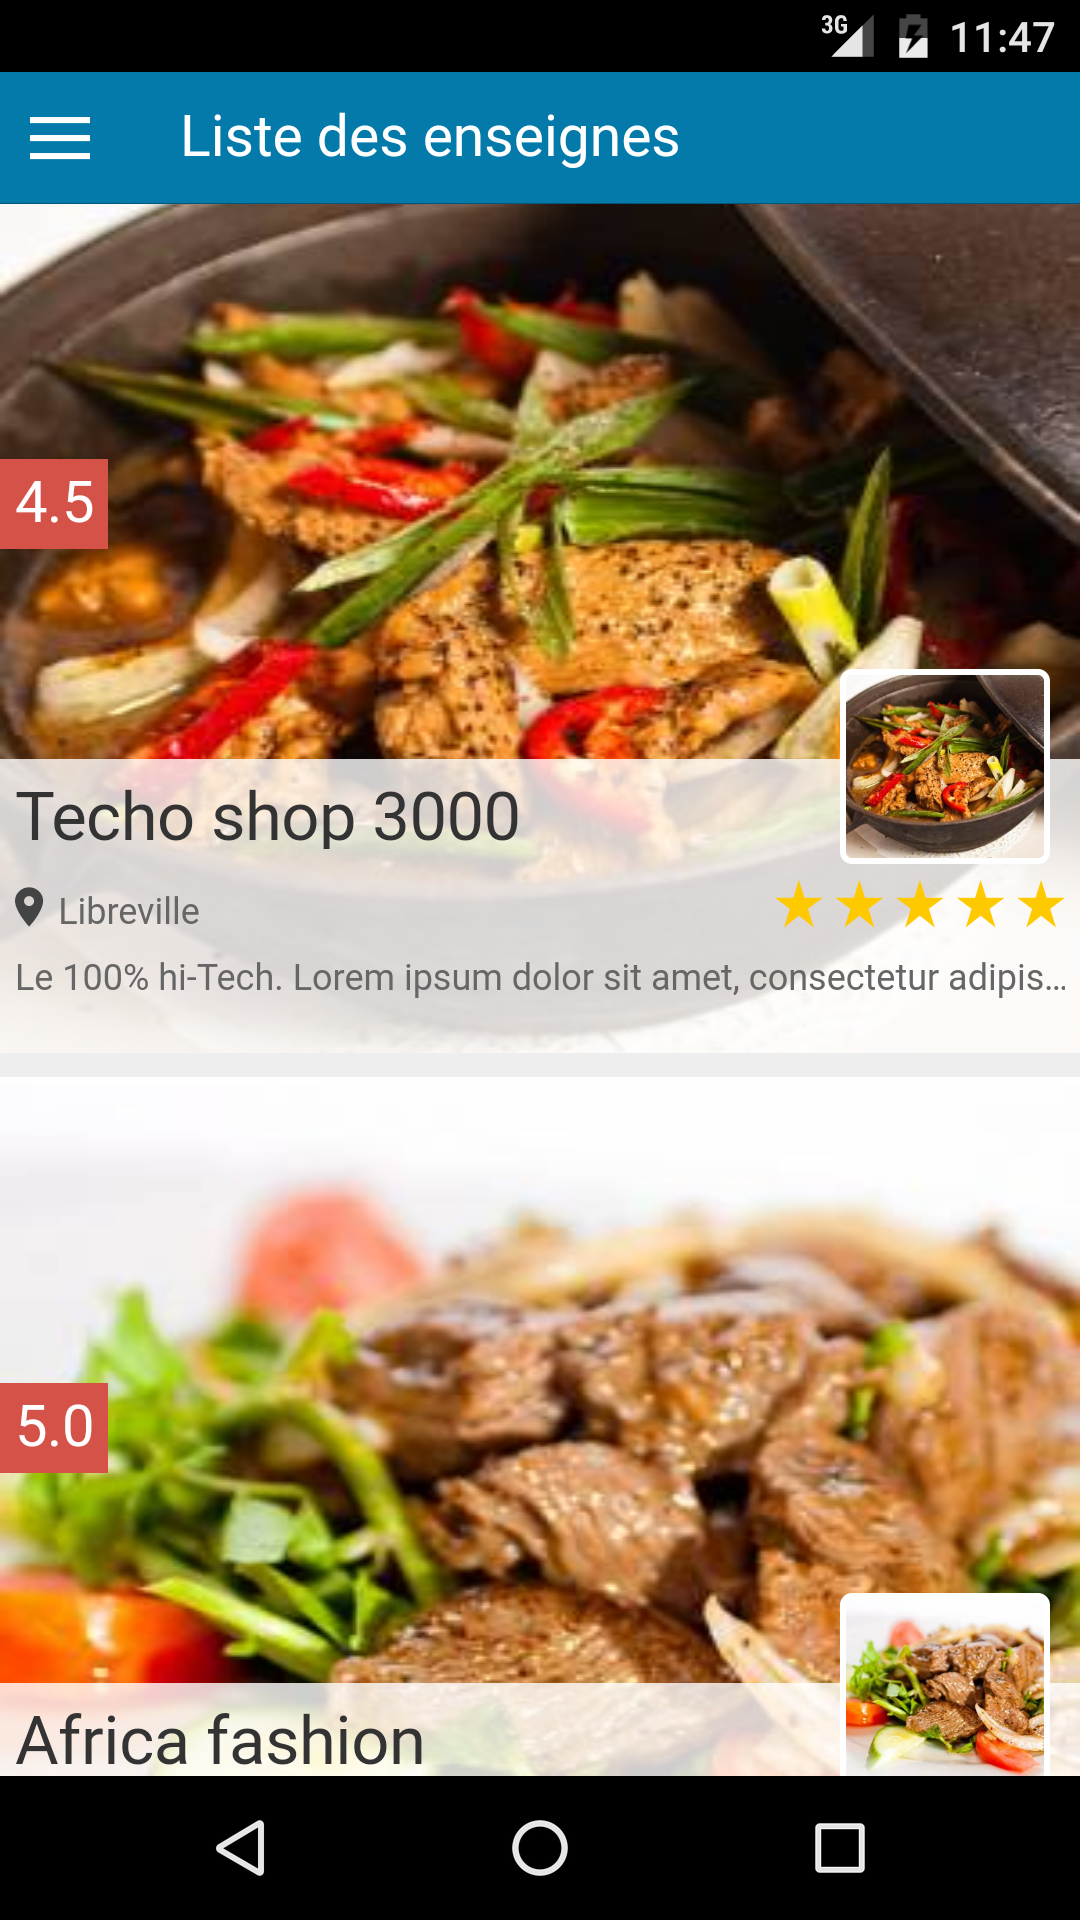 3G 11:47
Liste des enseignes
4.5
Techo shop 3000
Libreville
Le 100% hi-Tech. Lorem ipsum dolor sit amet, consectetur adipis...
5.0
Africa fashion